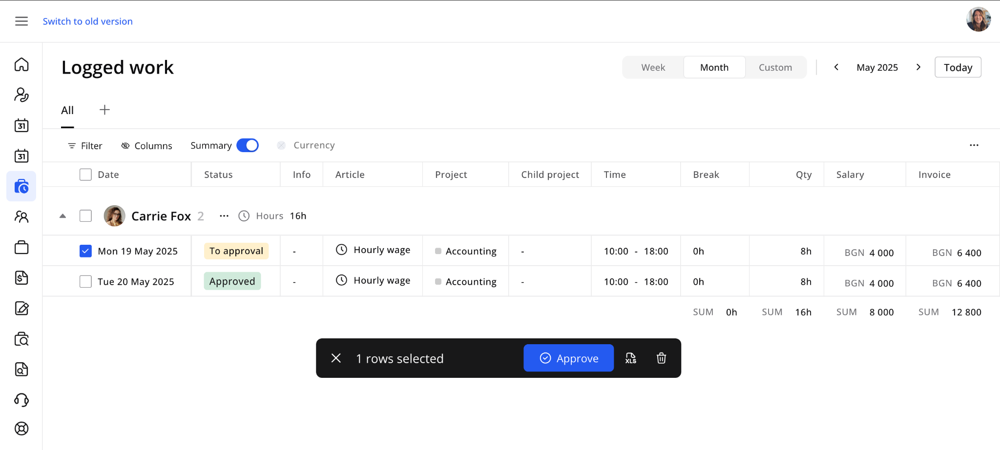 Switch to old version
Logged work
Week Month Custom May 2025 Today
All
Filter Columns Summary Currency
Date Status Info Article Project Child project Time Break Qty Salary Invoice
Carrie Fox 2 Hours 16h
Mon 19 May 2025 To approval - Hourly wage Accounting - 10:00 - 18:00 0h 8h BGN 4 000 BGN 6 400
Tue 20 May 2025 Approved - Hourly wage Accounting - 10:00 - 18:00 0h 8h BGN 4 000 BGN 6 400
SUM 0h SUM 16h SUM 8 000 SUM 12 800
1 rows selected Approve XLS
31
31